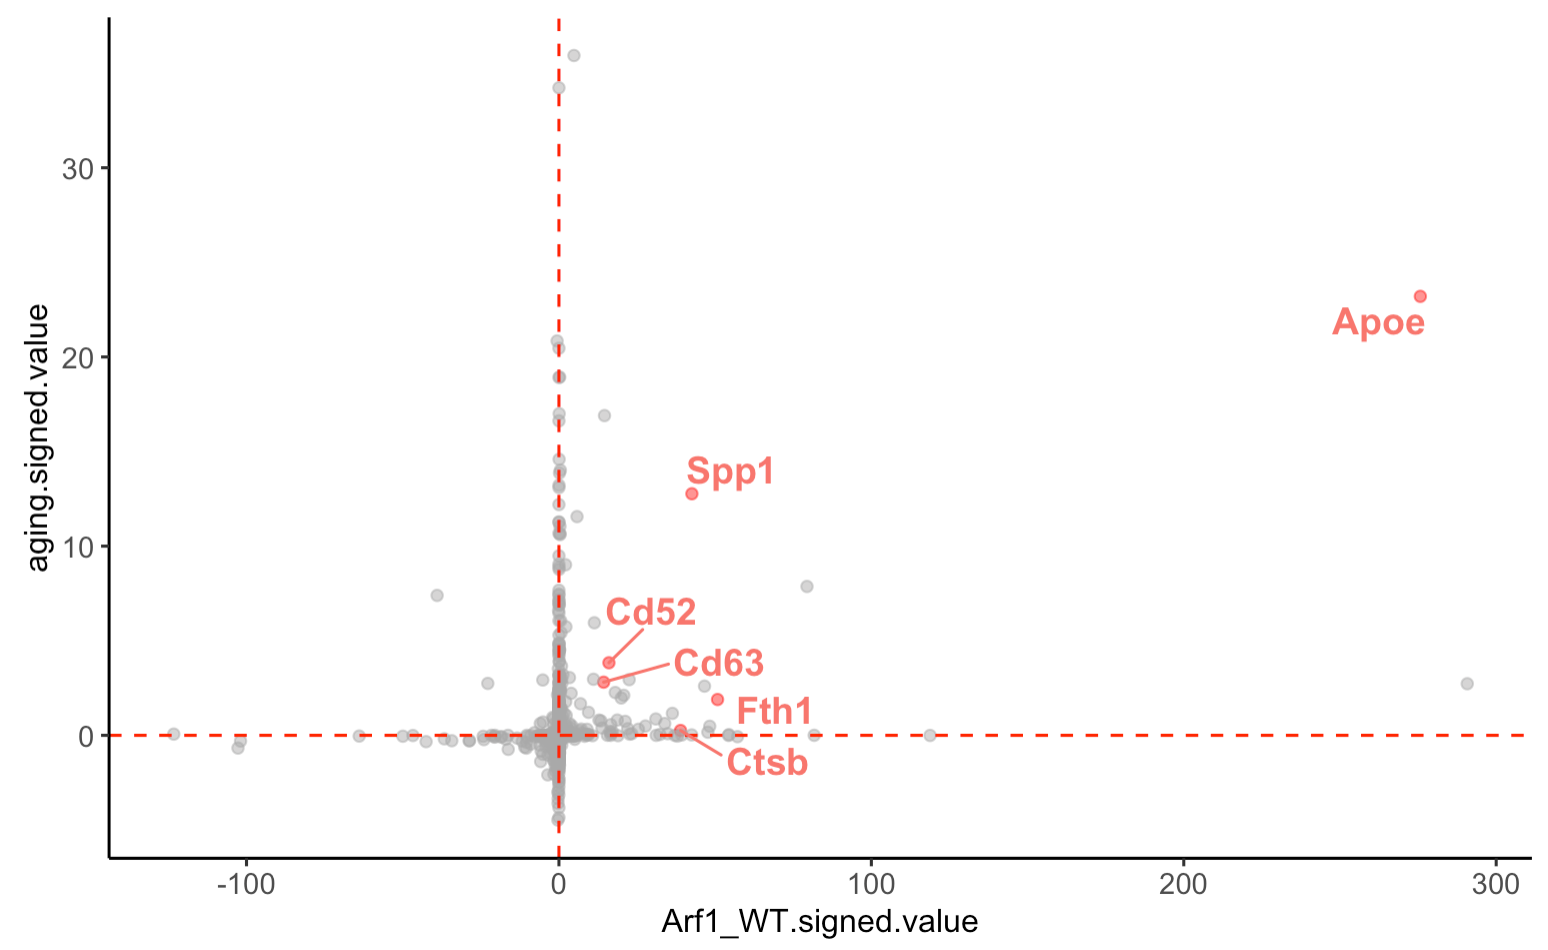 30
20
10
0
aging.signed.value
Apoe
Spp1
Cd52
Cd63
Fth1
Ctsb
-100
0
100
200
300
Arf1_WT.signed.value